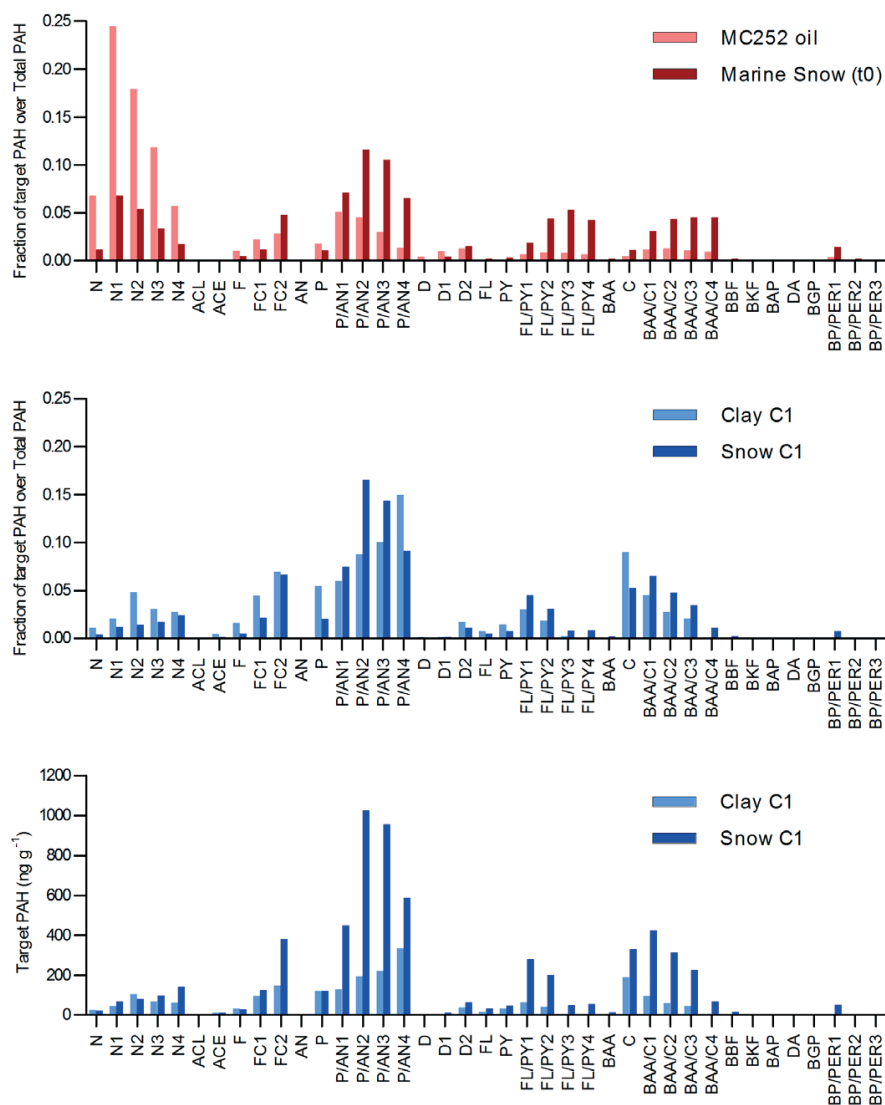 Fraction of target PAH over Total PAH
0.25
0.20
0.15
0.10
0.05
0.00
MC252 oil
Marine Snow (t0)
N
N1
N2
N3
N4
ACL
ACE
F
FC1
FC2
AN
P
P/AN1
P/AN2
P/AN3
P/AN4
D
D1
D2
FL
PY
FL/PY1
FL/PY2
FL/PY3
FL/PY4
BAA
C
BAA/C1
BAA/C2
BAA/C3
BAA/C4
BBF
BKF
BAP
DA
BGP
BP/PER1
BP/PER2
BP/PER3
Fraction of target PAH over Total PAH
0.25
0.20
0.15
0.10
0.05
0.00
Clay C1
Snow C1
N
N1
N2
N3
N4
ACL
ACE
F
FC1
FC2
AN
P
P/AN1
P/AN2
P/AN3
P/AN4
D
D1
D2
FL
PY
FL/PY1
FL/PY2
FL/PY3
FL/PY4
BAA
C
BAA/C1
BAA/C2
BAA/C3
BAA/C4
BBF
BKF
BAP
DA
BGP
BP/PER1
BP/PER2
BP/PER3
Target PAH (ng g⁻¹)
1200
1000
800
600
400
200
0
Clay C1
Snow C1
N
N1
N2
N3
N4
ACL
ACE
F
FC1
FC2
AN
P
P/AN1
P/AN2
P/AN3
P/AN4
D
D1
D2
FL
PY
FL/PY1
FL/PY2
FL/PY3
FL/PY4
BAA
C
BAA/C1
BAA/C2
BAA/C3
BAA/C4
BBF
BKF
BAP
DA
BGP
BP/PER1
BP/PER2
BP/PER3